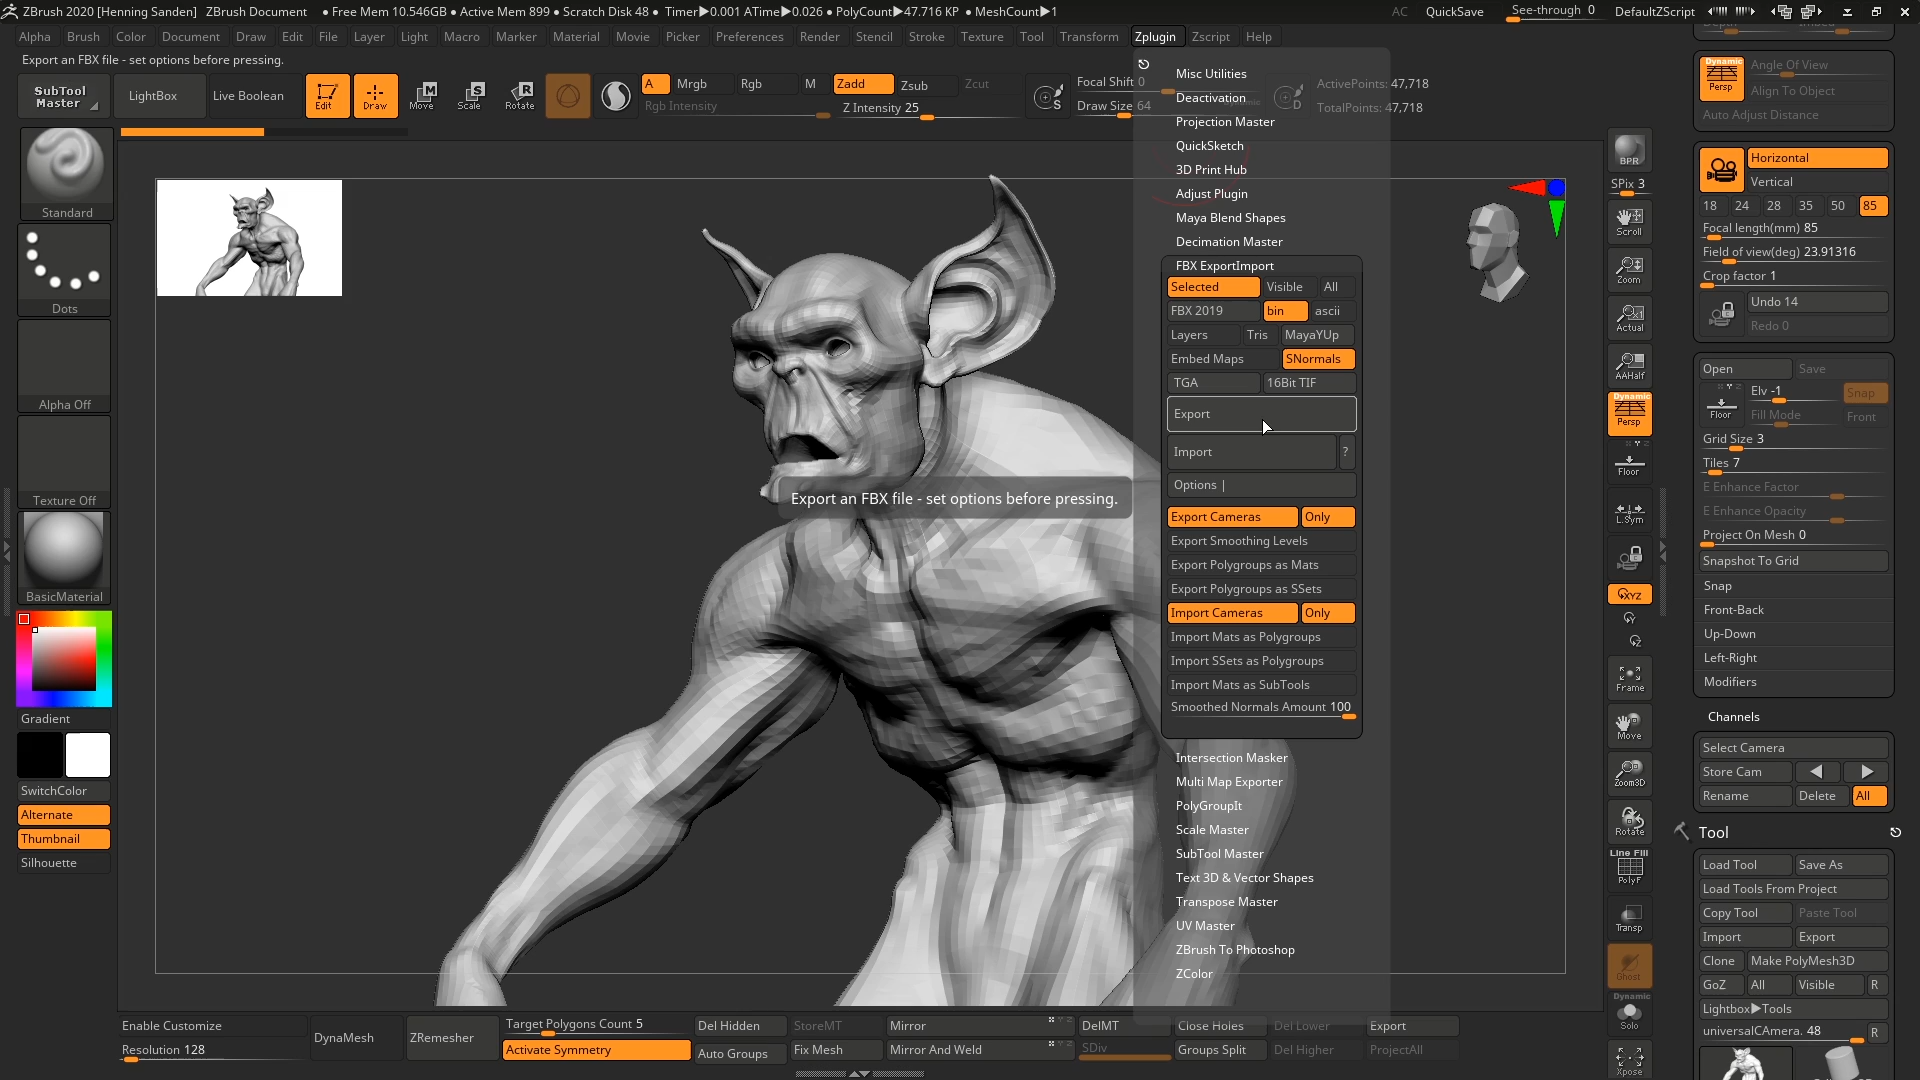 ZBrush 2020 [Henning Sanden] ZBrush Document • Free Mem 10.546GB • Active Mem 899 • Scratch Disk 48 • Timer▶0.001 ATime▶0.026 • PolyCount▶47.716 KP • MeshCount▶1 AC QuickSave See-through 0 DefaultZScript
Alpha Brush Color Document Draw Edit File Layer Light Macro Marker Material Movie Picker Preferences Render Stencil Stroke Texture Tool Transform Zplugin Zscript Help
Export an FBX file - set options before pressing.
SubTool Master
LightBox
Live Boolean
Edit
Draw
Move
Scale
Rotate
A Mrgb Rgb M Zadd Zsub Zcut
Rgb Intensity Z Intensity 25
S
Focal Shift 0
Draw Size 64
D
ActivePoints: 47,718
TotalPoints: 47,718
Standard
Dots
Alpha Off
Texture Off
BasicMaterial
Gradient
SwitchColor
Alternate
Thumbnail
Silhouette
Export an FBX file - set options before pressing.
Misc Utilities
Deactivation
Projection Master
QuickSketch
3D Print Hub
Adjust Plugin
Maya Blend Shapes
Decimation Master
FBX ExportImport
Selected Visible All
FBX 2019 bin ascii
Layers Tris MayaYUp
Embed Maps SNormals
TGA 16Bit TIF
Export
Import ?
Options |
Export Cameras Only
Export Smoothing Levels
Export Polygroups as Mats
Export Polygroups as SSets
Import Cameras Only
Import Mats as Polygroups
Import SSets as Polygroups
Import Mats as SubTools
Smoothed Normals Amount 100
Intersection Masker
Multi Map Exporter
PolyGroupIt
Scale Master
SubTool Master
Text 3D & Vector Shapes
Transpose Master
UV Master
ZBrush To Photoshop
ZColor
BPR
SPix 3
Scroll
Zoom
Actual
AAHalf
Dynamic
Persp
Floor
L.Sym
XYZ
Y
Z
Frame
Move
Zoom3D
Rotate
Line Fill
PolyF
Transp
Ghost
Dynamic
Solo
Xpose
Dynamic
Persp
Angle Of View
Align To Object
Auto Adjust Distance
Horizontal
Vertical
18 24 28 35 50 85
Focal length(mm) 85
Field of view(deg) 23.91316
Crop factor 1
Undo 14
Redo 0
Open Save
Floor
Elv -1 Snap
Fill Mode Front
Grid Size 3
Tiles 7
E Enhance Factor
E Enhance Opacity
Project On Mesh 0
Snapshot To Grid
Snap
Front-Back
Up-Down
Left-Right
Modifiers
Channels
Select Camera
Store Cam
Rename Delete All
Tool
Load Tool Save As
Load Tools From Project
Copy Tool Paste Tool
Import Export
Clone Make PolyMesh3D
GoZ All Visible R
Lightbox▶Tools
universalCAmera. 48 R
Enable Customize
Resolution 128
DynaMesh
ZRemesher
Target Polygons Count 5
Activate Symmetry
Del Hidden
Auto Groups
StoreMT
Fix Mesh
Mirror
Mirror And Weld
DelMT
SDiv
Close Holes
Groups Split
Del Lower
Del Higher
Export
ProjectAll